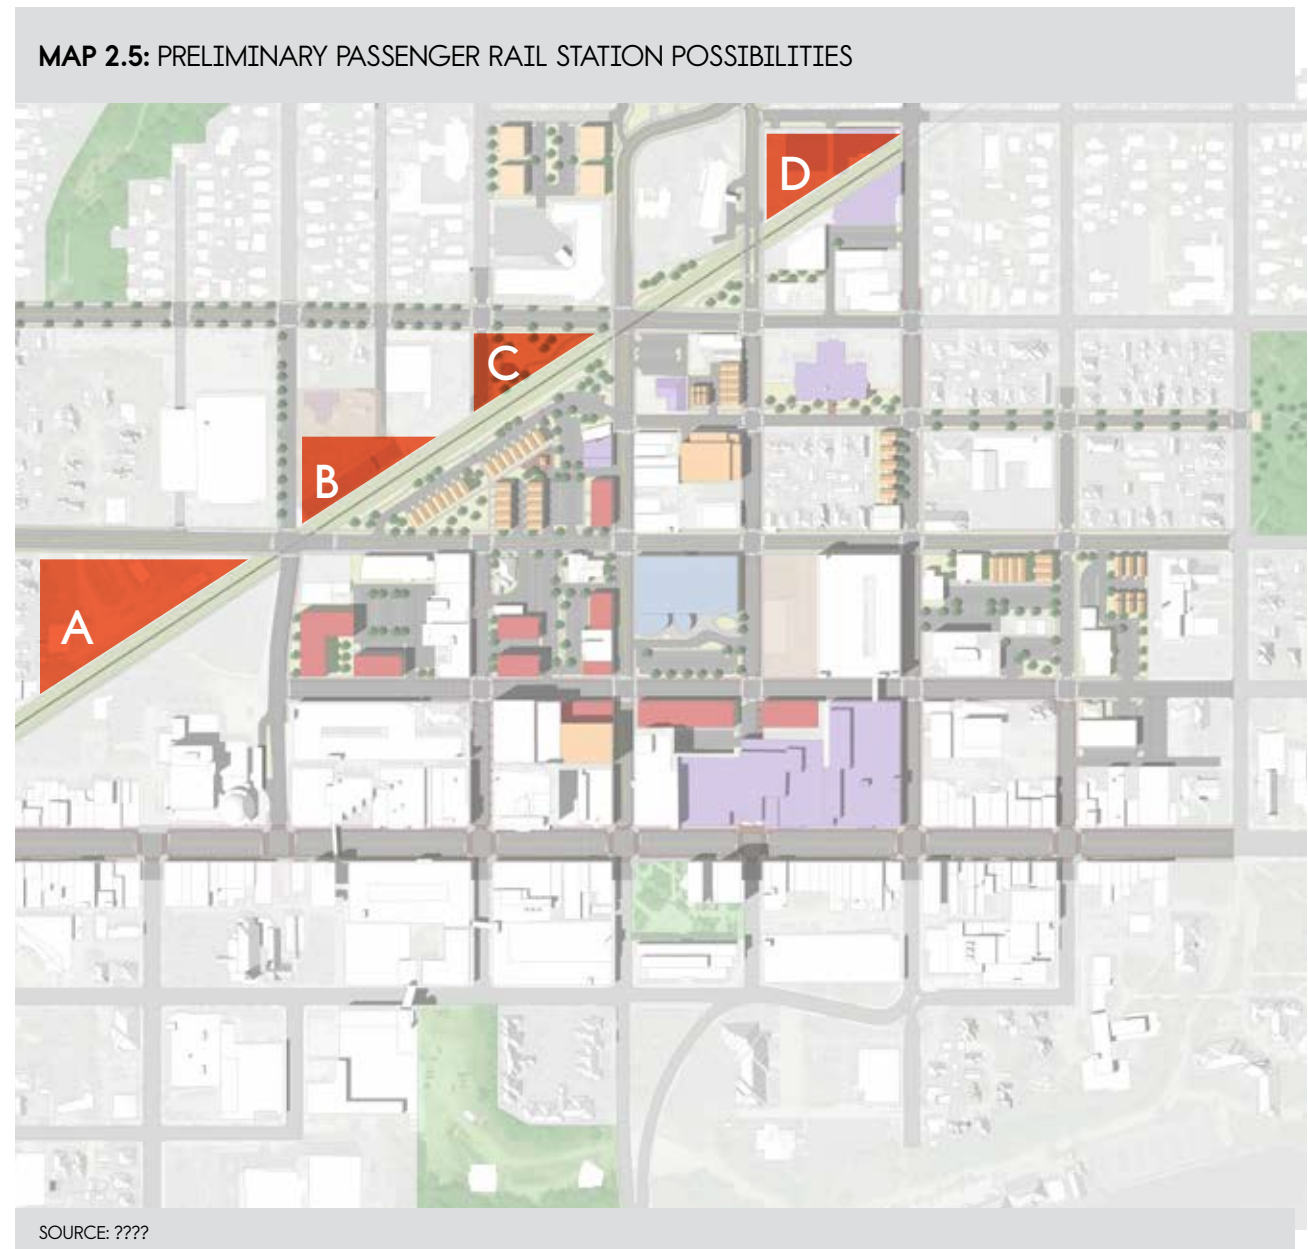 MAP 2.5: PRELIMINARY PASSENGER RAIL STATION POSSIBILITIES
D
C
B
A
SOURCE: ????